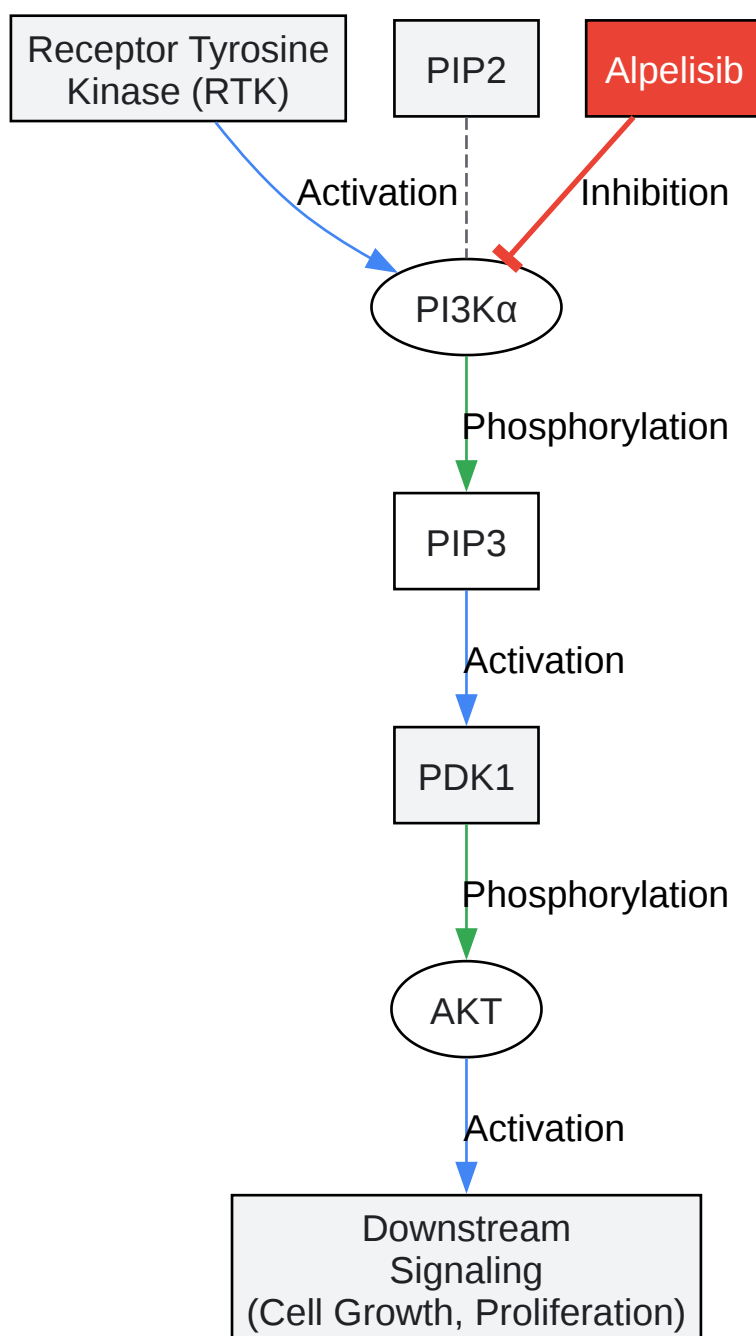 Receptor Tyrosine
Kinase (RTK)
PIP2
Alpelisib
Activation
Inhibition
PI3Kα
Phosphorylation
PIP3
Activation
PDK1
Phosphorylation
AKT
Activation
Downstream
Signaling
(Cell Growth, Proliferation)